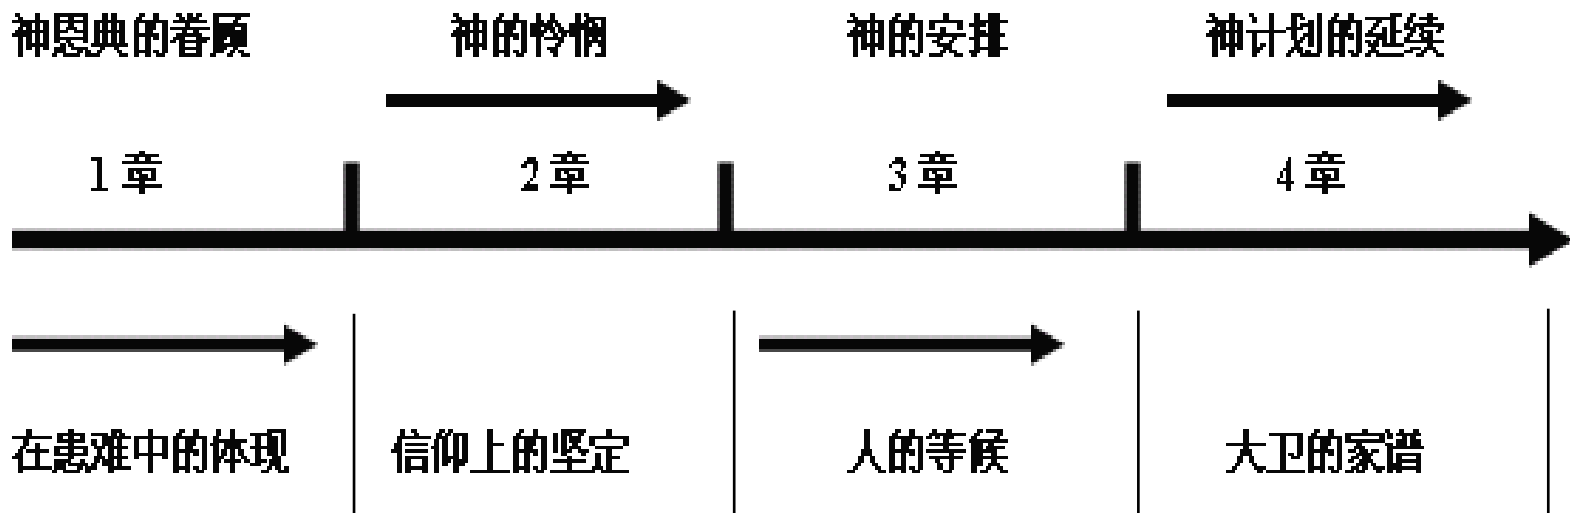 神恩典的眷顾 神的怜悯 神的安排 神计划的延续
1章 2章 3章 4章
在患难中的体现 信仰上的坚定 人的等候 大卫的家谱